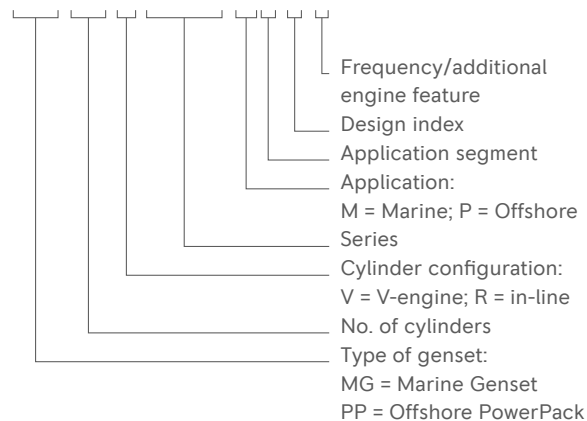 Frequency/additional
engine feature
Design index
Application segment
Application:
M = Marine; P = Offshore
Series
Cylinder configuration:
V = V-engine; R = in-line
No. of cylinders
Type of genset:
MG = Marine Genset
PP = Offshore PowerPack